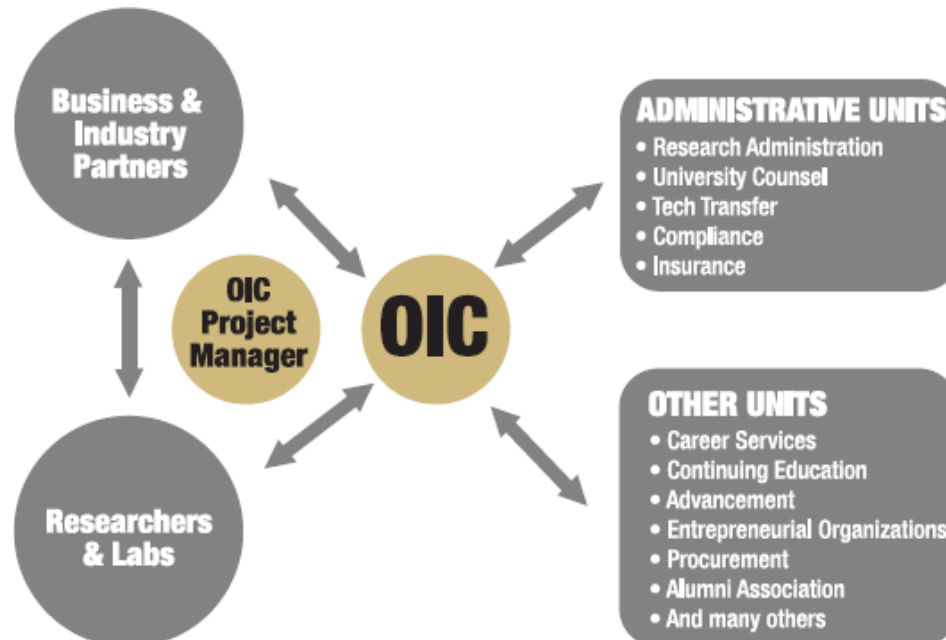 Business &
Industry
Partners
OIC
Project
Manager
OIC
Researchers
& Labs
ADMINISTRATIVE UNITS
• Research Administration
• University Counsel
• Tech Transfer
• Compliance
• Insurance
OTHER UNITS
• Career Services
• Continuing Education
• Advancement
• Entrepreneurial Organizations
• Procurement
• Alumni Association
• And many others